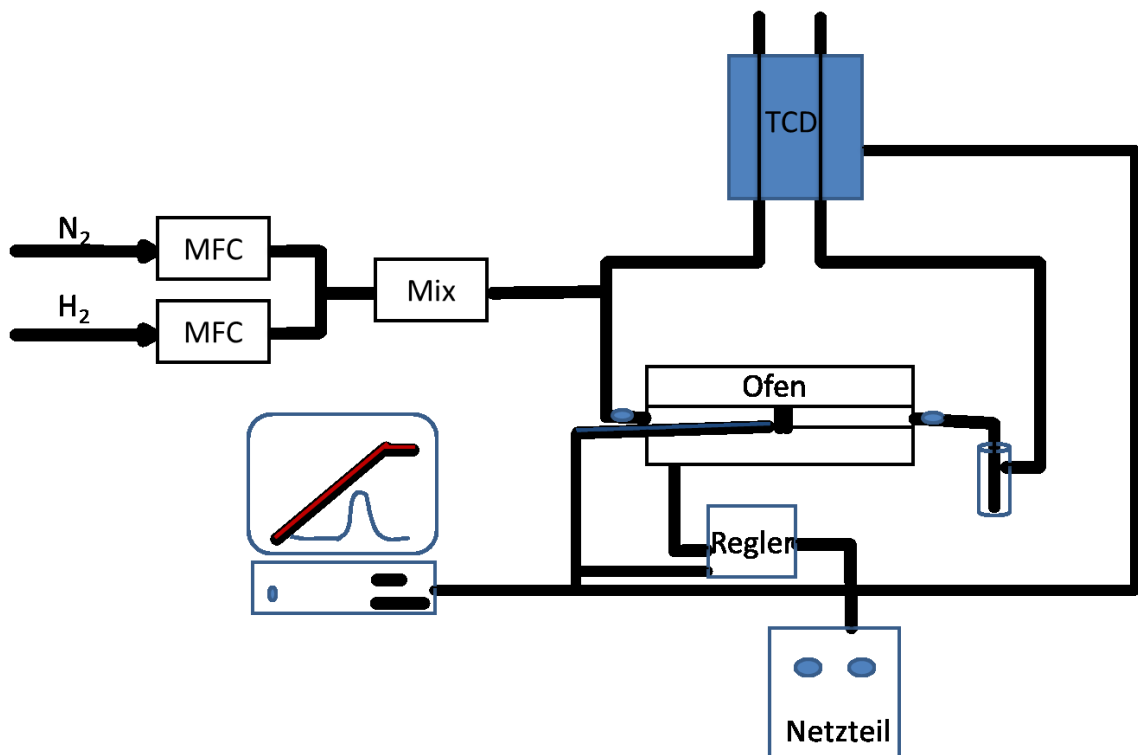 TCD
N₂
MFC
Mix
H₂
MFC
Ofen
Regler
Netzteil